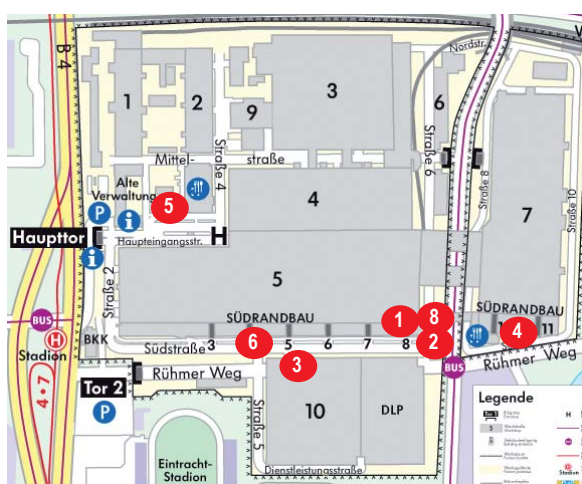 B 4
Nordstr.
1
2
3
6
9
Mittel-
straße
Straße 4
Straße 6
Straße 8
Straße 10
Alte
Verwaltung
P
i
5
4
7
Haupttor
Haupteingangsstr.
H
i
Straße 2
5
BUS
H
Stadion
4 • 7
BKK
SÜDRANDBAU
1
8
SÜDRANDBAU
3
6
5
6
7
8
2
4
11
Südstraße
3
BUS
Rühmer Weg
Tor 2
Rühmer Weg
P
Straße 5
10
DLP
Eintracht-
Stadion
Dienstleistungsstraße
Legende
H
Stadion